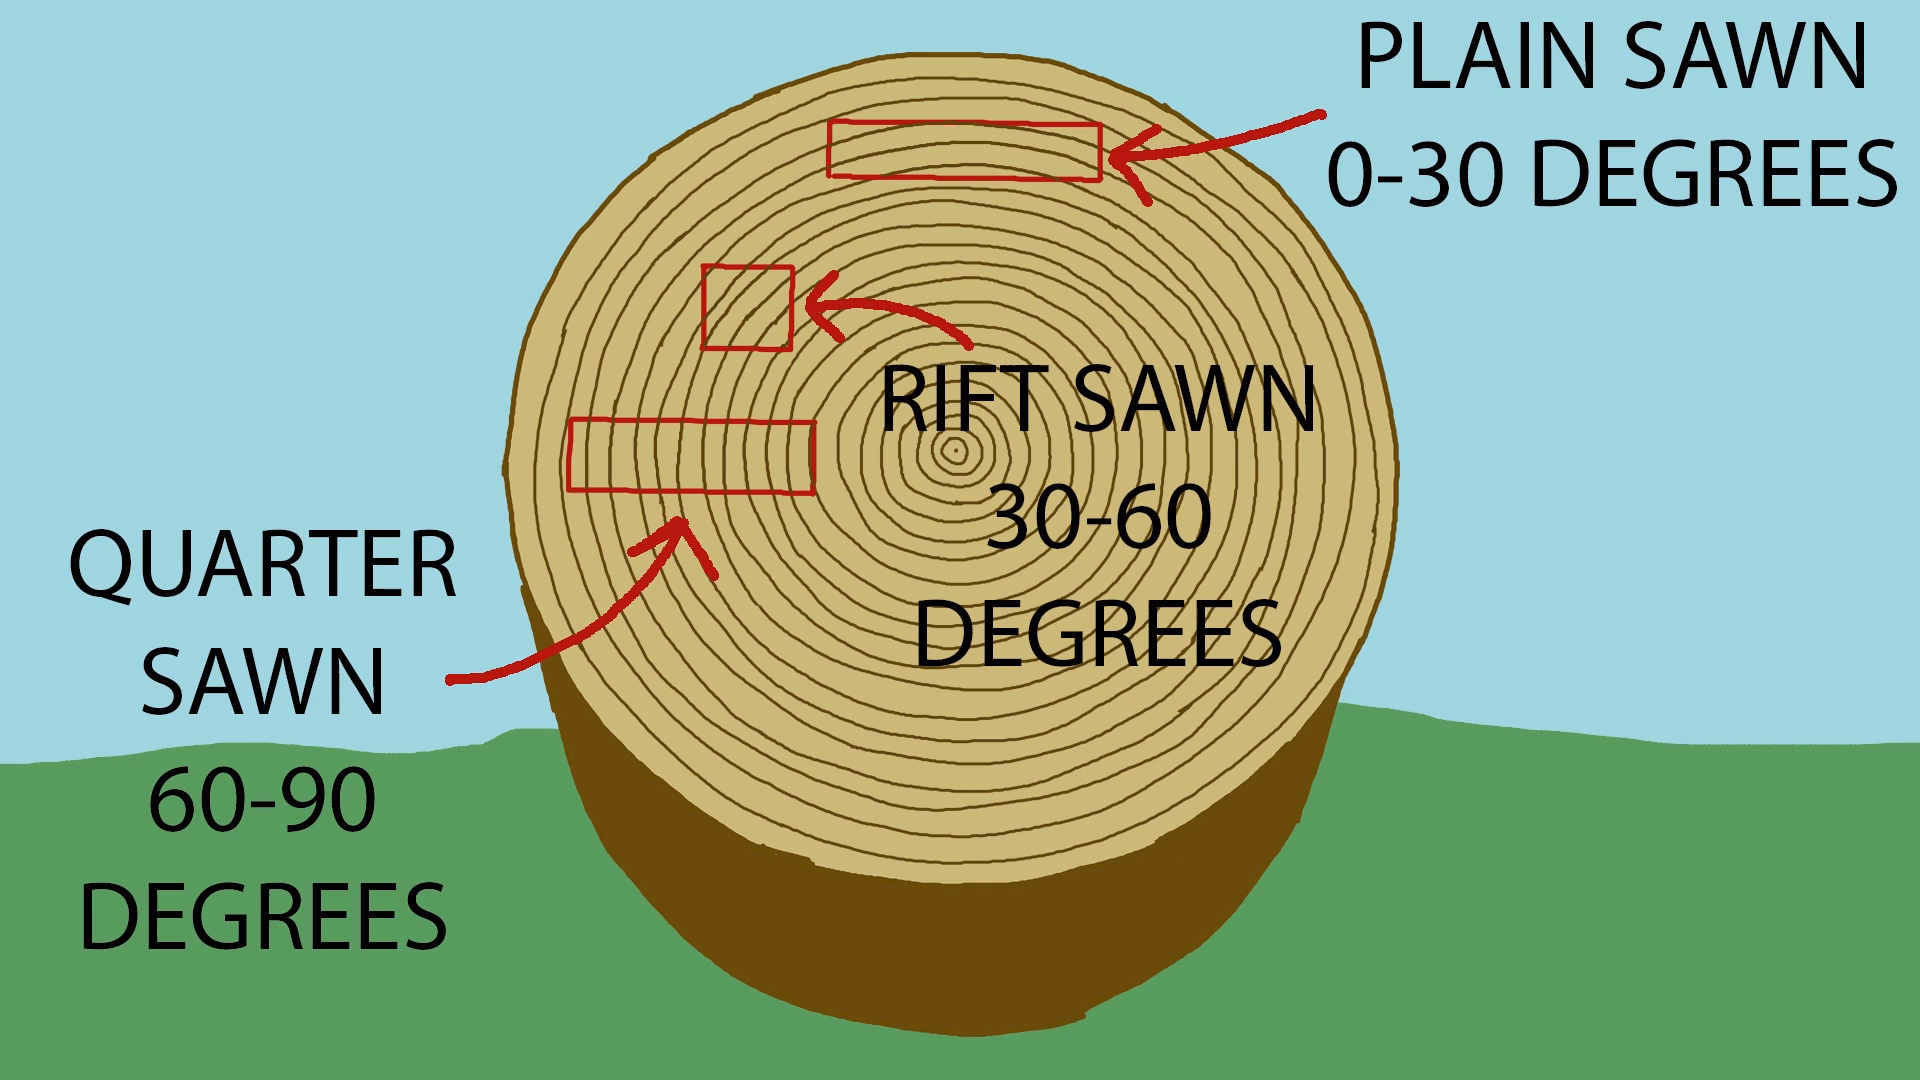 PLAIN SAWN
0-30 DEGREES
RIFT SAWN
30-60
DEGREES
QUARTER
SAWN
60-90
DEGREES